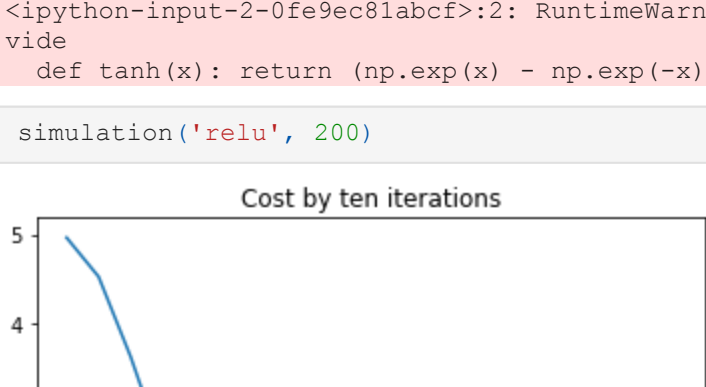 <ipython-input-2-0fe9ec81abcf>:2: RuntimeWarn
vide
def tanh(x): return (np.exp(x) - np.exp(-x)
simulation('relu', 200)
Cost by ten iterations
5
4